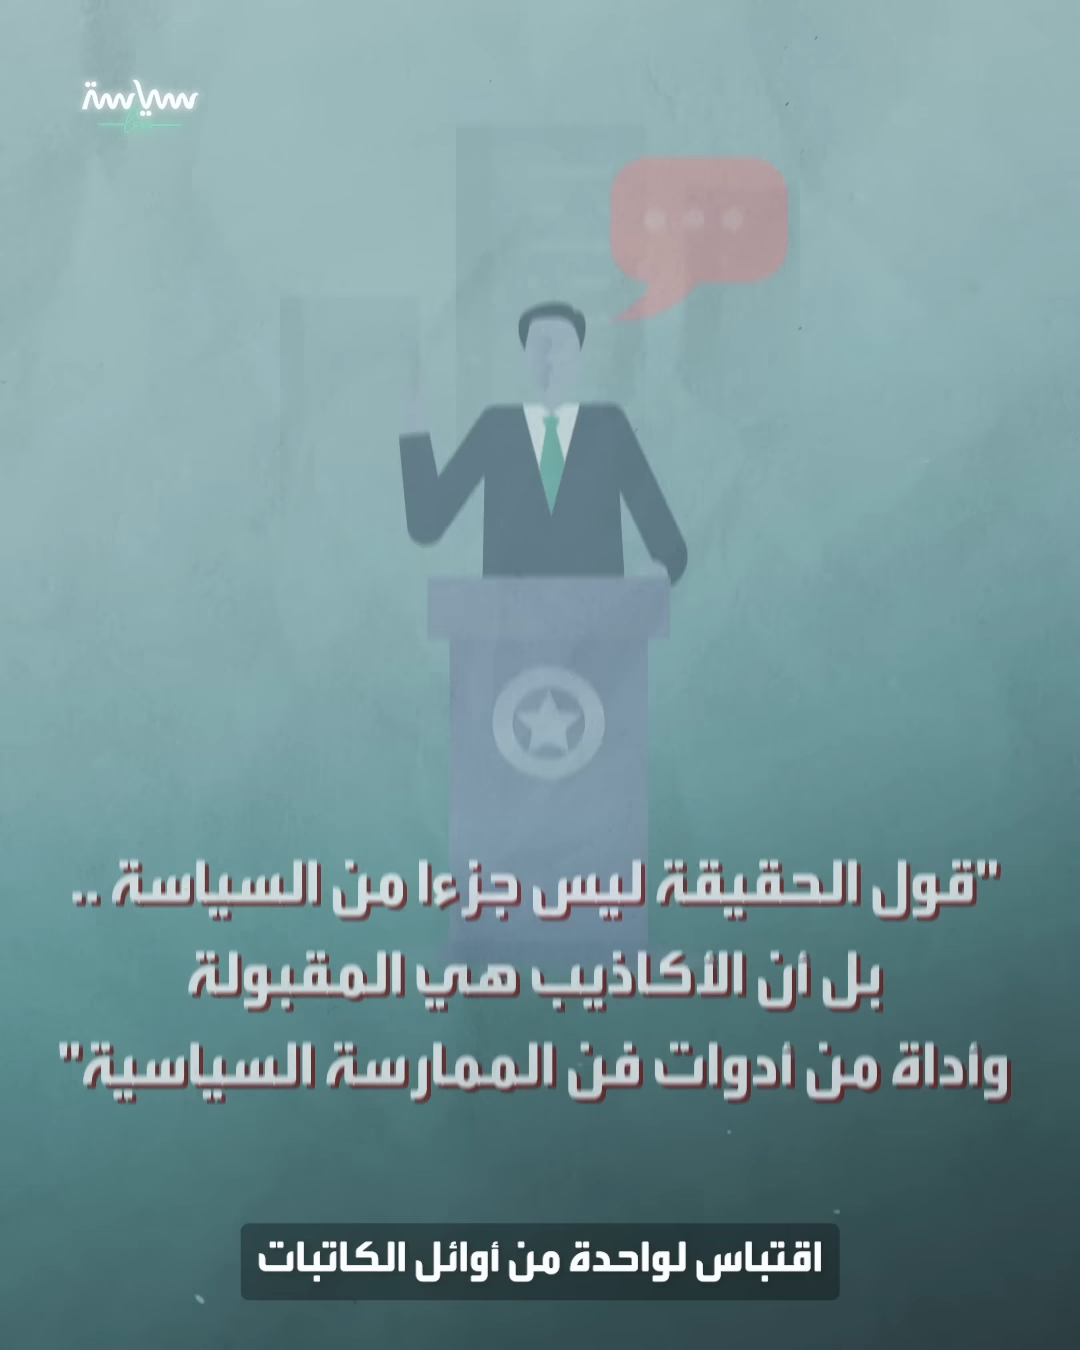 سياسة
"قول الحقيقة ليس جزءا من السياسة ..
بل أن الأكاذيب هي المقبولة
وأداة من أدوات فن الممارسة السياسية"
اقتباس لواحدة من أوائل الكاتبات